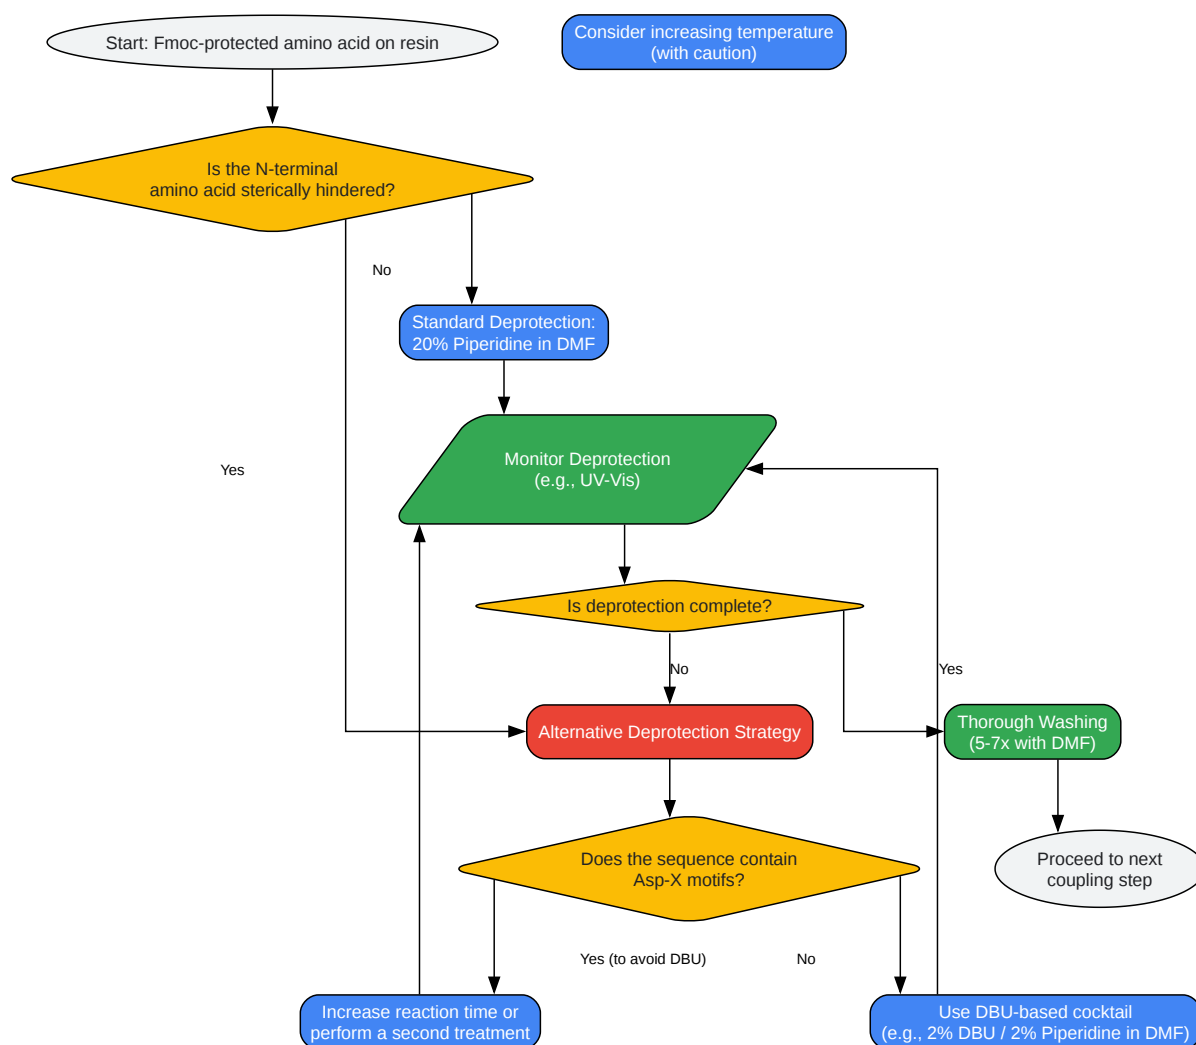 Start: Fmoc-protected amino acid on resin
Consider increasing temperature
(with caution)
Is the N-terminal
amino acid sterically hindered?
No
Standard Deprotection:
20% Piperidine in DMF
Yes
Monitor Deprotection
(e.g., UV-Vis)
Is deprotection complete?
No
Yes
Alternative Deprotection Strategy
Thorough Washing
(5-7x with DMF)
Does the sequence contain
Asp-X motifs?
Proceed to next
coupling step
Yes (to avoid DBU)
No
Increase reaction time or
perform a second treatment
Use DBU-based cocktail
(e.g., 2% DBU / 2% Piperidine in DMF)